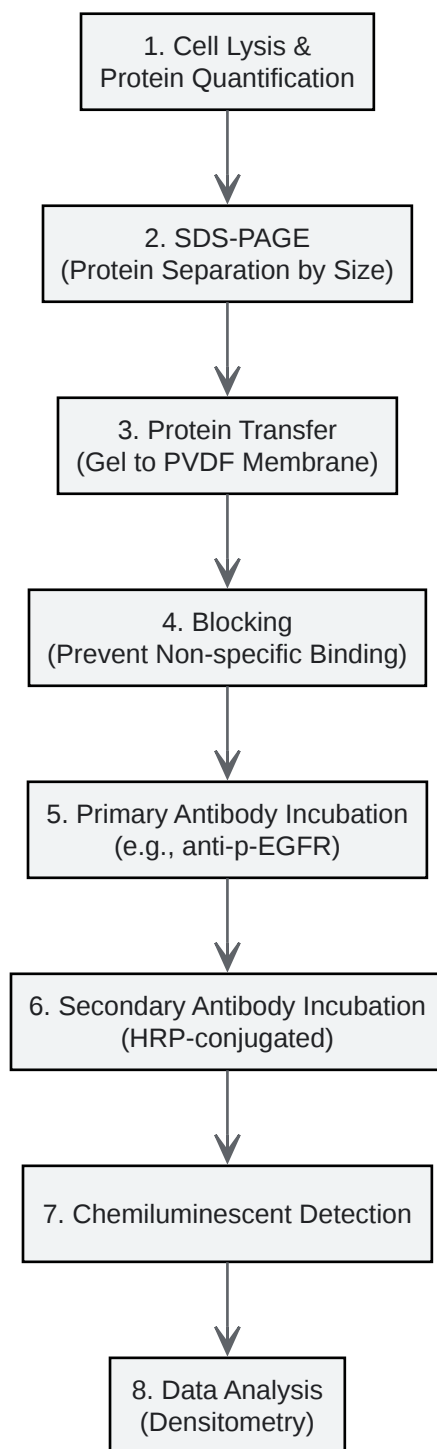 1. Cell Lysis &
Protein Quantification
2. SDS-PAGE
(Protein Separation by Size)
3. Protein Transfer
(Gel to PVDF Membrane)
4. Blocking
(Prevent Non-specific Binding)
5. Primary Antibody Incubation
(e.g., anti-p-EGFR)
6. Secondary Antibody Incubation
(HRP-conjugated)
7. Chemiluminescent Detection
8. Data Analysis
(Densitometry)